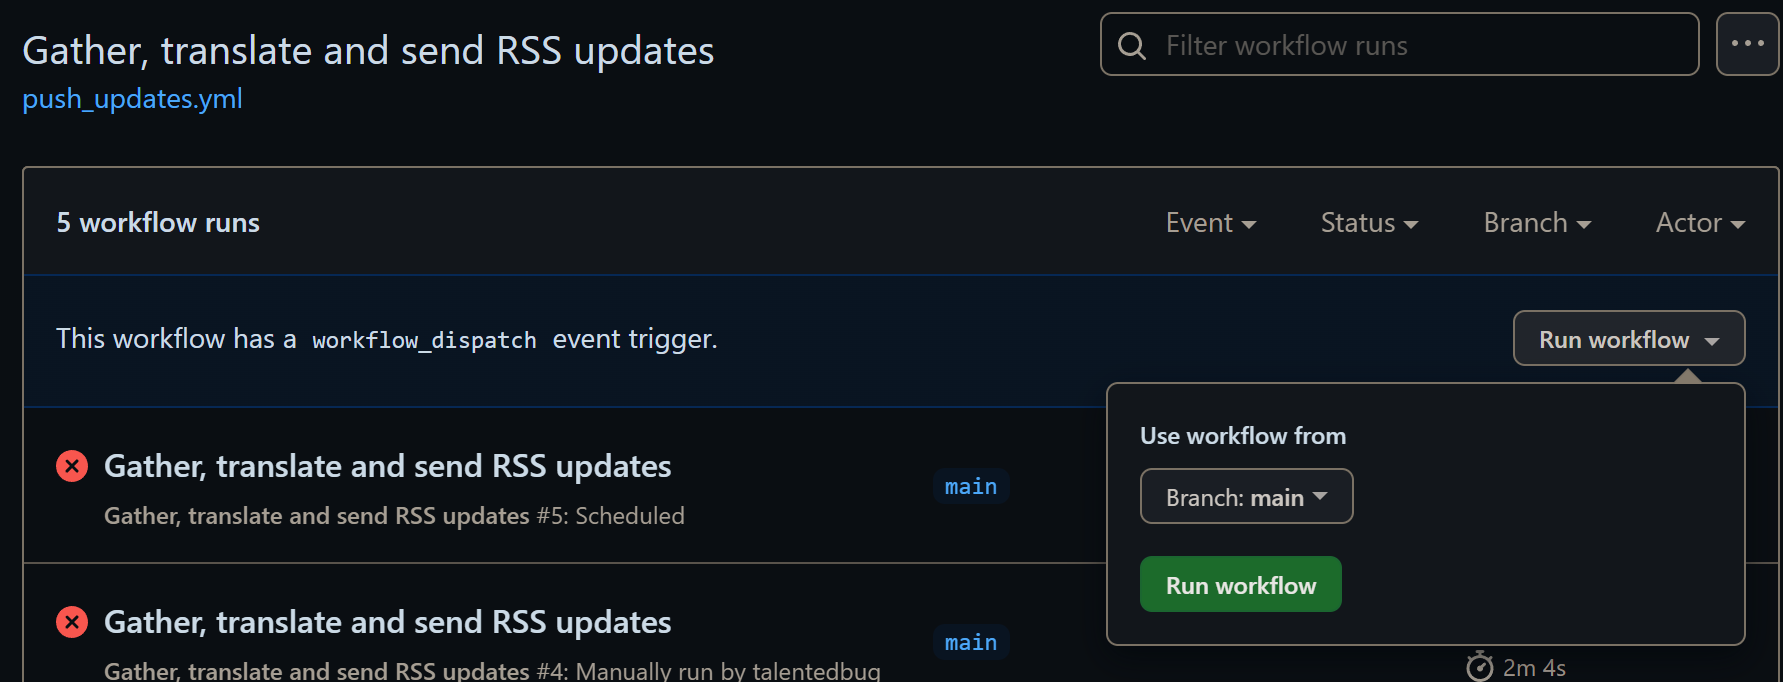 Gather, translate and send RSS updates
Filter workflow runs
push_updates.yml
5 workflow runs
Event
Status
Branch
Actor
This workflow has a workflow_dispatch event trigger.
Run workflow
Use workflow from
Branch: main
Run workflow
Gather, translate and send RSS updates
main
Gather, translate and send RSS updates #5: Scheduled
Gather, translate and send RSS updates
main
Gather, translate and send RSS updates #4: Manually run by talentedbug
2m 4s